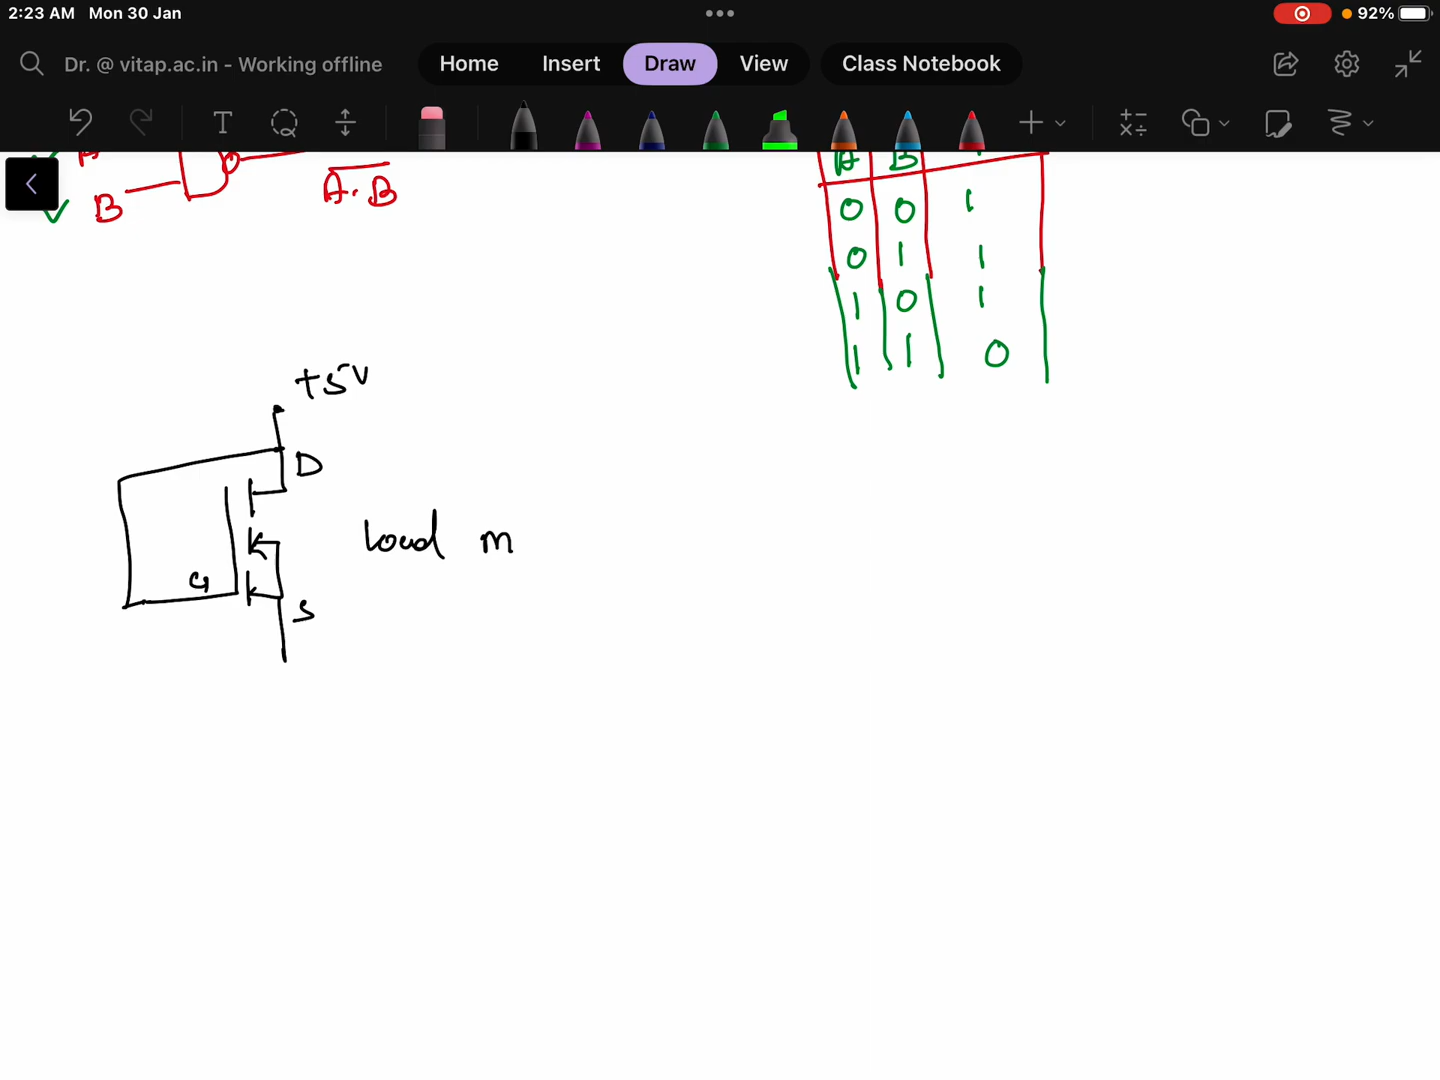 2:23 AM Mon 30 Jan
92%
Dr. @ vitap.ac.in - Working offline
Home Insert Draw View Class Notebook
T
B
A . B
A B
0 0 1
0 1 1
1 0 1
1 1 0
+5V
D
G
S
Load m